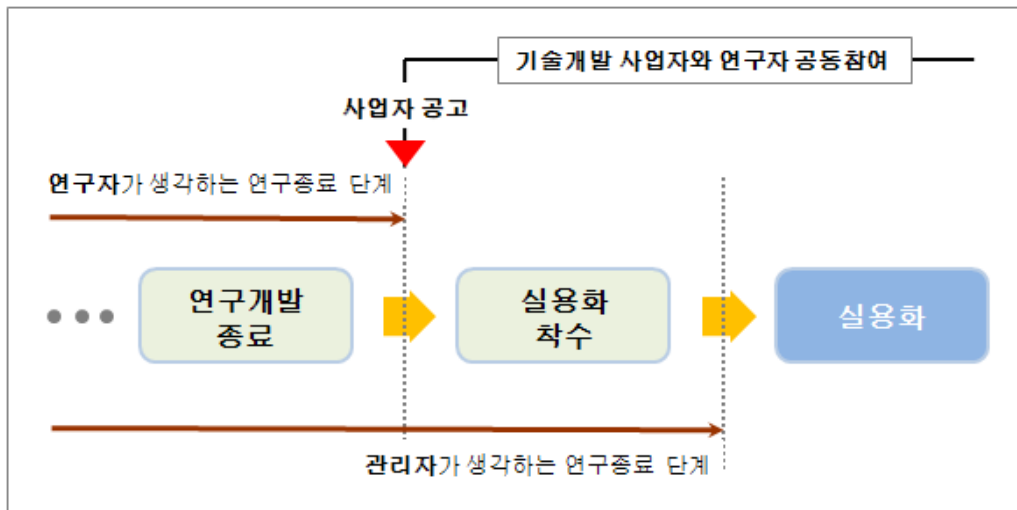 기술개발 사업자와 연구자 공동참여
사업자 공고
연구자가 생각하는 연구종료 단계
연구개발
종료
실용화
착수
실용화
관리자가 생각하는 연구종료 단계